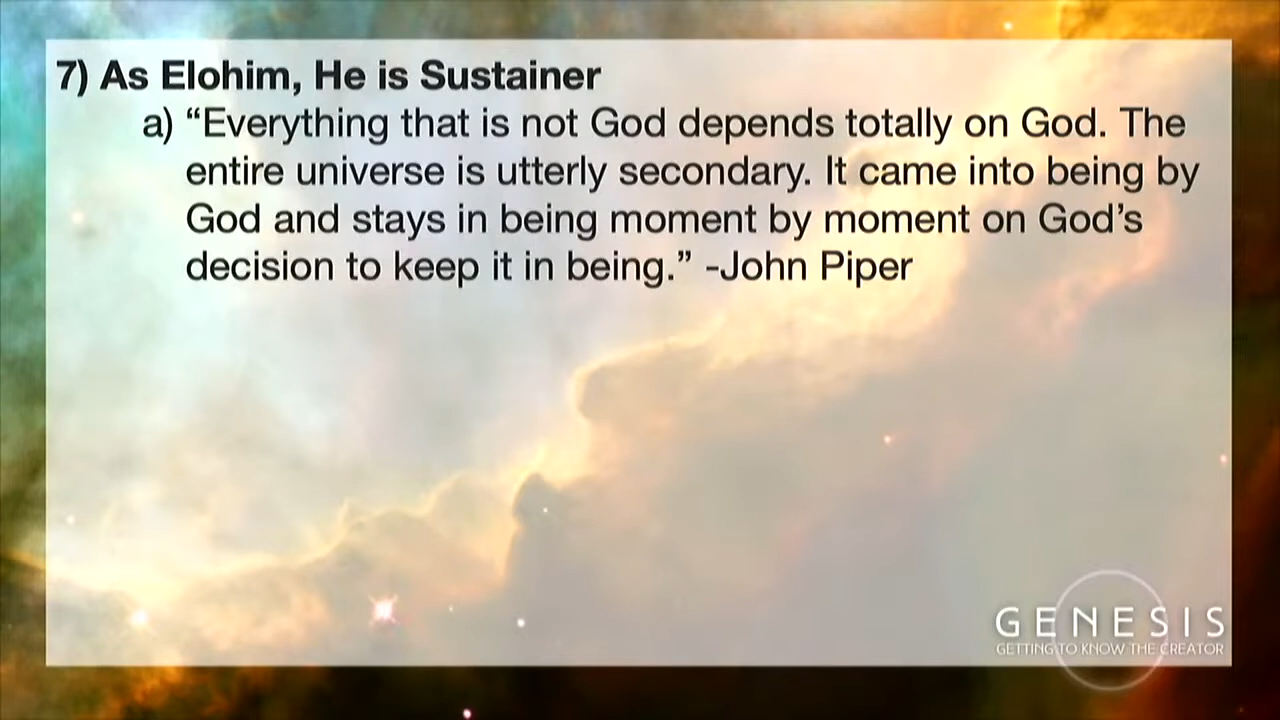 7) As Elohim, He is Sustainer
a) “Everything that is not God depends totally on God. The
entire universe is utterly secondary. It came into being by
God and stays in being moment by moment on God’s
decision to keep it in being.” -John Piper
GENESIS
GETTING TO KNOW THE CREATOR